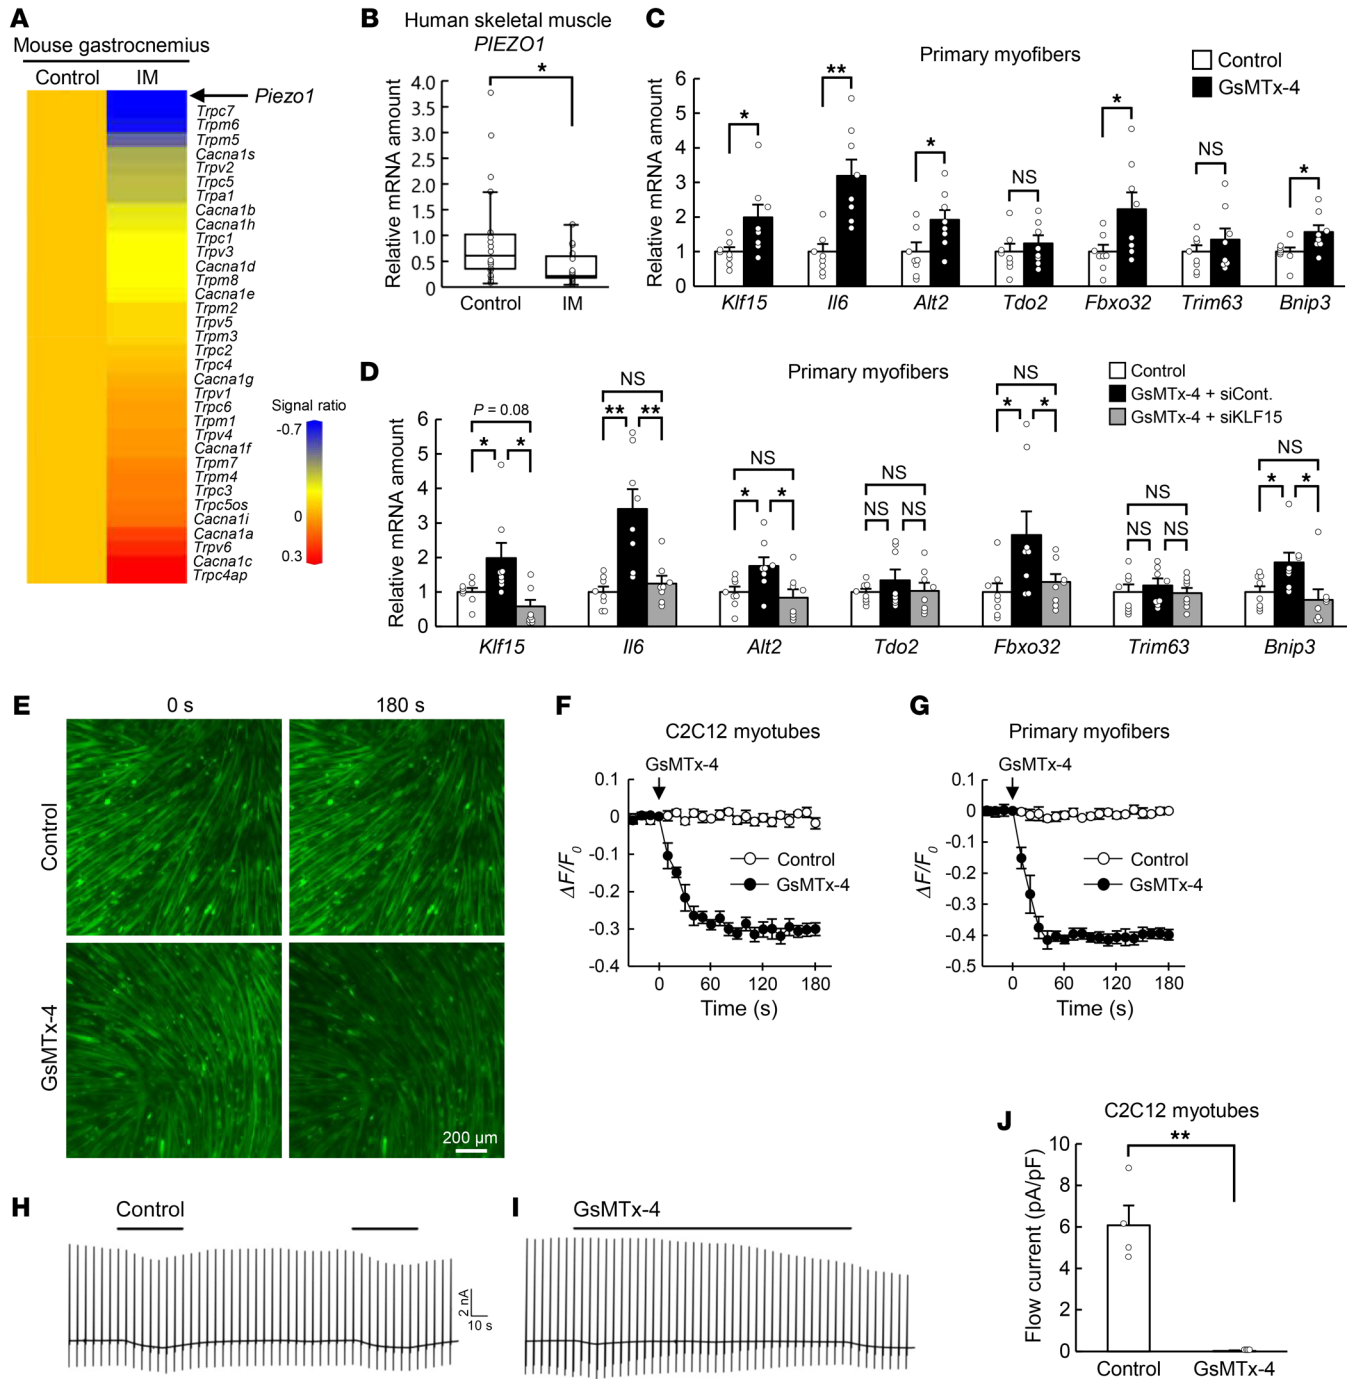 A
Mouse gastrocnemius
Control IM
Piezo1
Trpc7
Trpm6
Trpm5
Cacna1s
Trpv2
Trpc5
Trpa1
Cacna1b
Cacna1h
Trpc1
Trpv3
Cacna1d
Trpm8
Cacna1e
Trpm2
Trpv5
Trpm3
Trpc2
Trpc4
Cacna1g
Trpv1
Trpc6
Trpm1
Trpv4
Cacna1f
Trpm7
Trpm4
Trpc3
Trpc5os
Cacna1i
Cacna1a
Trpv6
Cacna1c
Trpc4ap
Signal ratio
-0.7
0
0.3
B
Human skeletal muscle
PIEZO1
Relative mRNA amount
4.0
3.5
3.0
2.5
2.0
1.5
1.0
0.5
0
*
Control IM
C
Primary myofibers
Control
GsMTx-4
Relative mRNA amount
6
5
4
3
2
1
0
* ** * NS * NS *
Klf15 Il6 Alt2 Tdo2 Fbxo32 Trim63 Bnip3
D
Primary myofibers
Control
GsMTx-4 + siCont.
GsMTx-4 + siKLF15
Relative mRNA amount
6
5
4
3
2
1
0
P = 0.08
* *
NS
** **
NS
* *
NS
NS NS
NS
* *
NS
NS NS
NS
* *
Klf15 Il6 Alt2 Tdo2 Fbxo32 Trim63 Bnip3
E
0 s 180 s
Control
GsMTx-4
200 µm
F
C2C12 myotubes
GsMTx-4
ΔF/F0
0.1
0
-0.1
-0.2
-0.3
-0.4
Control
GsMTx-4
0 60 120 180
Time (s)
G
Primary myofibers
GsMTx-4
ΔF/F0
0.1
0
-0.1
-0.2
-0.3
-0.4
-0.5
Control
GsMTx-4
0 60 120 180
Time (s)
H
Control
2 nA
10 s
I
GsMTx-4
J
C2C12 myotubes
Flow current (pA/pF)
10
8
6
4
2
0
**
Control GsMTx-4